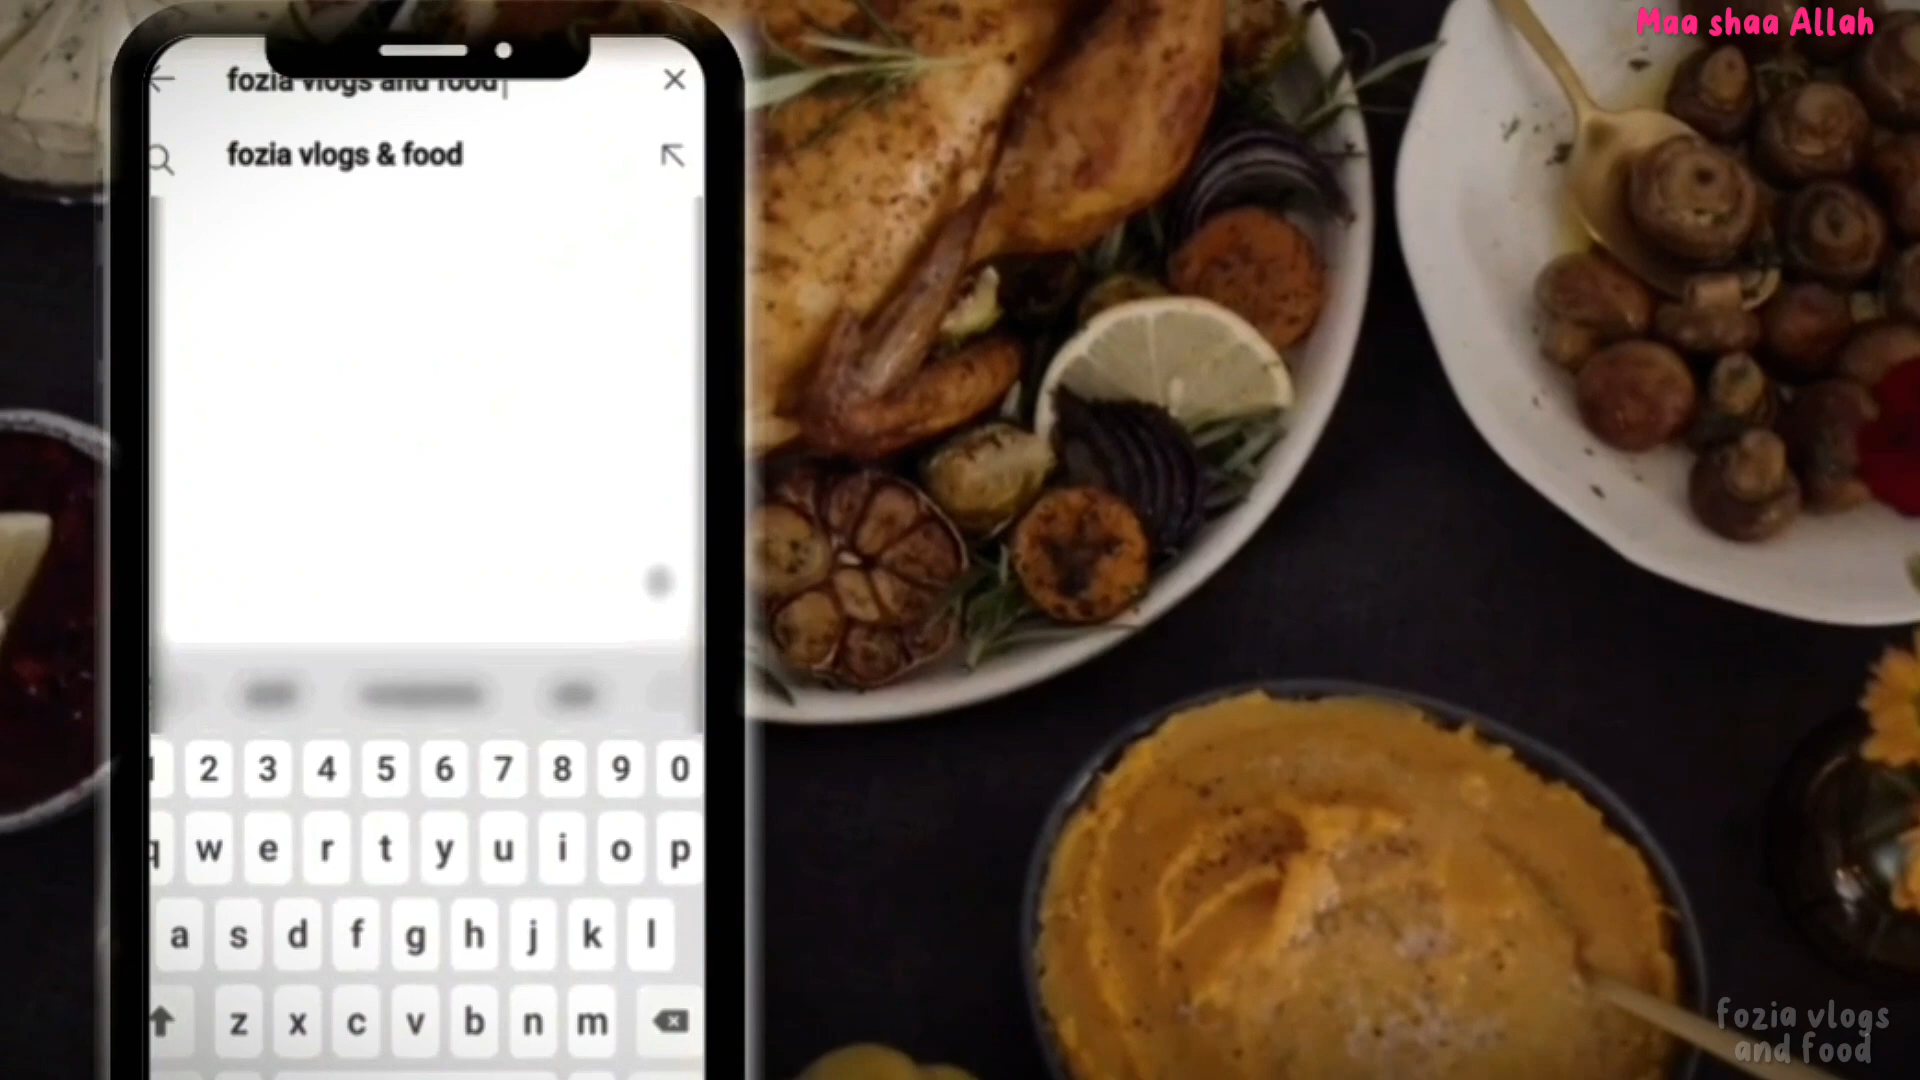 Maa shaa Allah
fozia vlogs and food
fozia vlogs & food
2 3 4 5 6 7 8 9 0
q w e r t y u i o p
a s d f g h j k l
z x c v b n m
fozia vlogs
and food